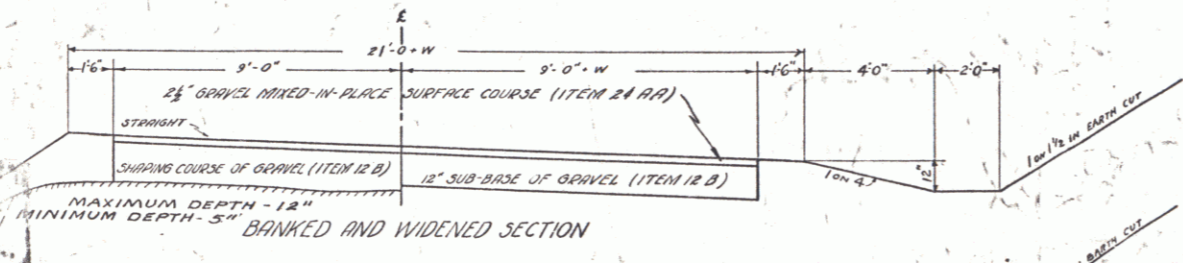 ℄
21'-0 + W
1'6" 9'-0" 9'-0" + W 1'6" 4'0" 2'0"
2½" GRAVEL MIXED-IN-PLACE SURFACE COURSE (ITEM 24 AA)
STRAIGHT
SHAPING COURSE OF GRAVEL (ITEM 12 B)
12" SUB-BASE OF GRAVEL (ITEM 12 B)
1 ON 4
12"
1 ON 1 1/2 IN EARTH CUT
MAXIMUM DEPTH - 12"
MINIMUM DEPTH - 5"
BANKED AND WIDENED SECTION
EARTH CUT